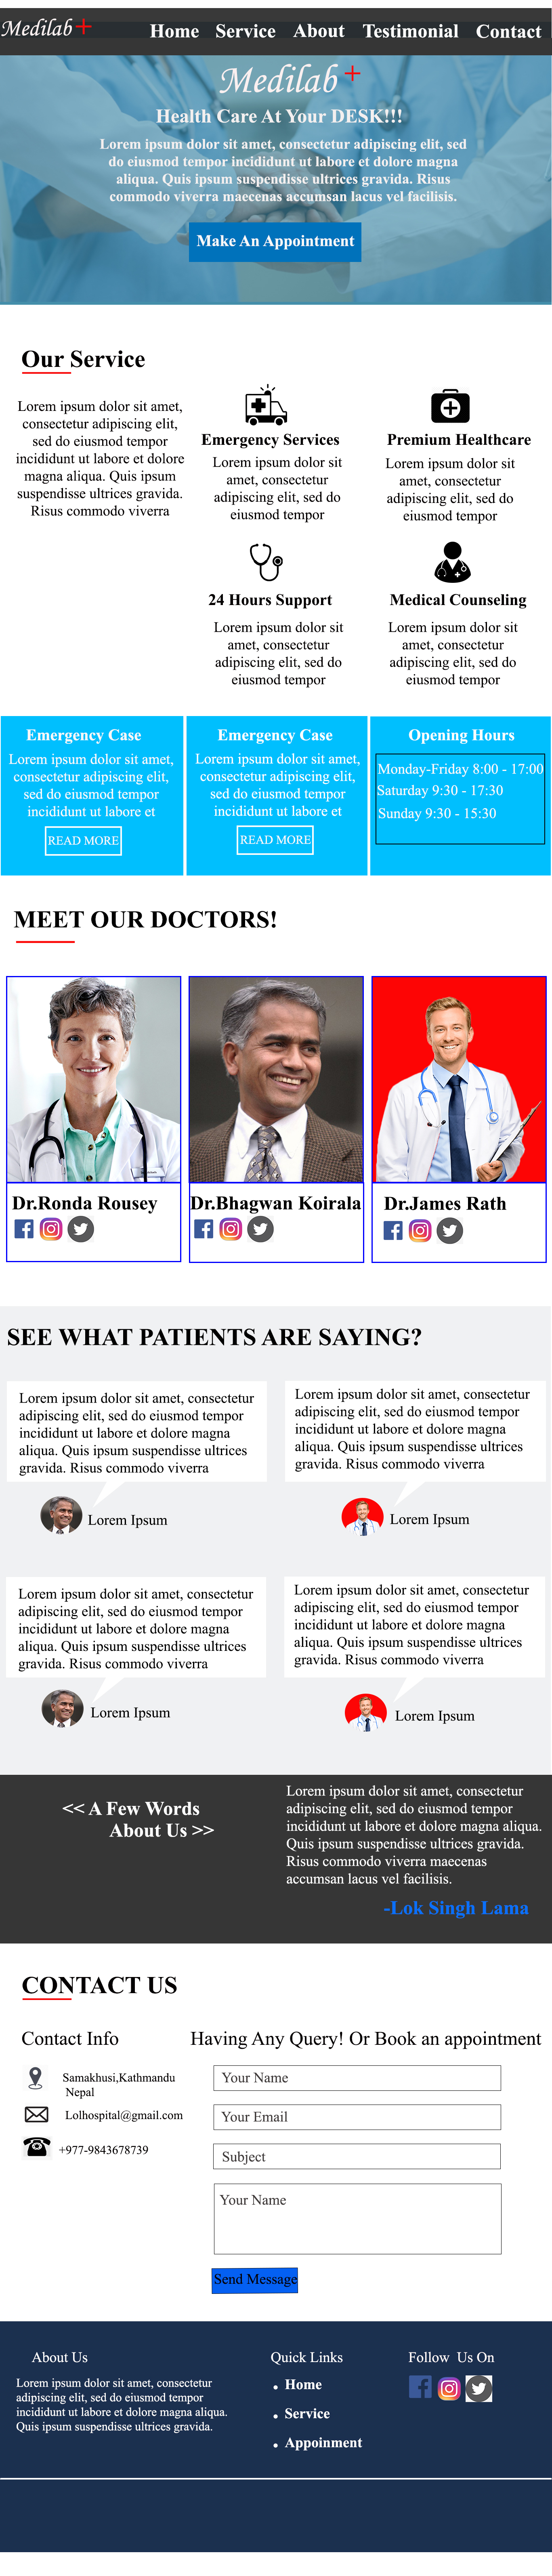 Medilab+
Home Service About Testimonial Contact
Medilab+
Health Care At Your DESK!!!
Lorem ipsum dolor sit amet, consectetur adipiscing elit, sed
do eiusmod tempor incididunt ut labore et dolore magna
aliqua. Quis ipsum suspendisse ultrices gravida. Risus
commodo viverra maecenas accumsan lacus vel facilisis.
Make An Appointment
Our Service
Lorem ipsum dolor sit amet,
consectetur adipiscing elit,
sed do eiusmod tempor
incididunt ut labore et dolore
magna aliqua. Quis ipsum
suspendisse ultrices gravida.
Risus commodo viverra
Emergency Services
Lorem ipsum dolor sit
amet, consectetur
adipiscing elit, sed do
eiusmod tempor
Premium Healthcare
Lorem ipsum dolor sit
amet, consectetur
adipiscing elit, sed do
eiusmod tempor
24 Hours Support
Lorem ipsum dolor sit
amet, consectetur
adipiscing elit, sed do
eiusmod tempor
Medical Counseling
Lorem ipsum dolor sit
amet, consectetur
adipiscing elit, sed do
eiusmod tempor
Emergency Case
Lorem ipsum dolor sit amet,
consectetur adipiscing elit,
sed do eiusmod tempor
incididunt ut labore et
READ MORE
Emergency Case
Lorem ipsum dolor sit amet,
consectetur adipiscing elit,
sed do eiusmod tempor
incididunt ut labore et
READ MORE
Opening Hours
Monday-Friday 8:00 - 17:00
Saturday 9:30 - 17:30
Sunday 9:30 - 15:30
MEET OUR DOCTORS!
Dr.Ronda Rousey
Dr.Bhagwan Koirala
Dr.James Rath
SEE WHAT PATIENTS ARE SAYING?
Lorem ipsum dolor sit amet, consectetur
adipiscing elit, sed do eiusmod tempor
incididunt ut labore et dolore magna
aliqua. Quis ipsum suspendisse ultrices
gravida. Risus commodo viverra
Lorem Ipsum
Lorem ipsum dolor sit amet, consectetur
adipiscing elit, sed do eiusmod tempor
incididunt ut labore et dolore magna
aliqua. Quis ipsum suspendisse ultrices
gravida. Risus commodo viverra
Lorem Ipsum
Lorem ipsum dolor sit amet, consectetur
adipiscing elit, sed do eiusmod tempor
incididunt ut labore et dolore magna
aliqua. Quis ipsum suspendisse ultrices
gravida. Risus commodo viverra
Lorem Ipsum
Lorem ipsum dolor sit amet, consectetur
adipiscing elit, sed do eiusmod tempor
incididunt ut labore et dolore magna
aliqua. Quis ipsum suspendisse ultrices
gravida. Risus commodo viverra
Lorem Ipsum
<< A Few Words
About Us >>
Lorem ipsum dolor sit amet, consectetur
adipiscing elit, sed do eiusmod tempor
incididunt ut labore et dolore magna aliqua.
Quis ipsum suspendisse ultrices gravida.
Risus commodo viverra maecenas
accumsan lacus vel facilisis.
-Lok Singh Lama
CONTACT US
Contact Info
Samakhusi,Kathmandu
Nepal
Lolhospital@gmail.com
+977-9843678739
Having Any Query! Or Book an appointment
Your Name
Your Email
Subject
Your Name
Send Message
About Us
Lorem ipsum dolor sit amet, consectetur
adipiscing elit, sed do eiusmod tempor
incididunt ut labore et dolore magna aliqua.
Quis ipsum suspendisse ultrices gravida.
Quick Links
Home
Service
Appoinment
Follow Us On